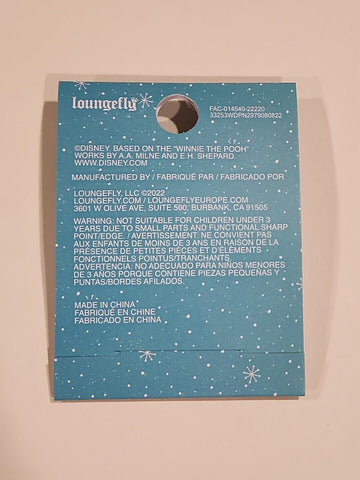 loungefly
FAC-014540-22220
33253WDPN2979080822
©DISNEY. BASED ON THE "WINNIE THE POOH"
WORKS BY A.A. MILNE AND E.H. SHEPARD.
WWW.DISNEY.COM
MANUFACTURED BY / FABRIQUÉ PAR / FABRICADO POR
LOUNGEFLY, LLC ©2022
LOUNGEFLY.COM / LOUNGEFLYEUROPE.COM
3601 W OLIVE AVE, SUITE 500, BURBANK, CA 91505
WARNING: NOT SUITABLE FOR CHILDREN UNDER 3
YEARS DUE TO SMALL PARTS AND FUNCTIONAL SHARP
POINT/EDGE. / AVERTISSEMENT: NE CONVIENT PAS
AUX ENFANTS DE MOINS DE 3 ANS EN RAISON DE LA
PRÉSENCE DE PETITES PIÈCES ET D'ÉLÉMENTS -
FONCTIONNELS POINTUS/TRANCHANTS.
ADVERTENCIA: NO ADECUADO PARA NIÑOS MENORES
DE 3 AÑOS PORQUE CONTIENE PIEZAS PEQUEÑAS Y
PUNTAS/BORDES AFILADOS.
MADE IN CHINA
FABRIQUÉ EN CHINE
FABRICADO EN CHINA